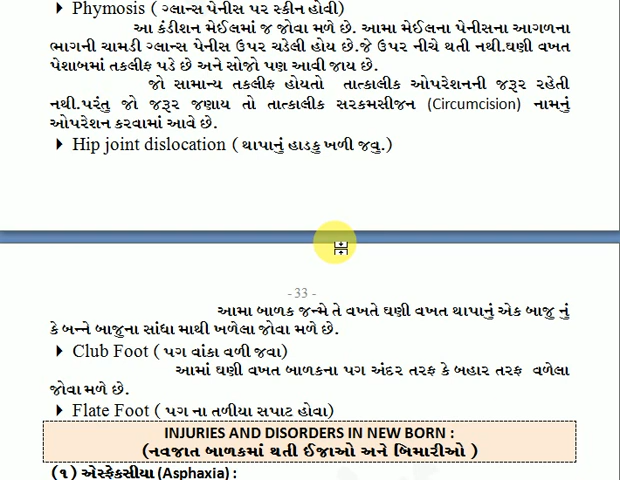 Phymosis ( ગ્લાન્સ પેનીસ પર સ્કીન હોવી)
આ કંડીશન મેઈલમાં જ જોવા મળે છે. આમા મેઈલના પેનીસના આગળના
ભાગની ચામડી ગ્લાન્સ પેનીસ ઉપર ચડેલી હોય છે.જે ઉપર નીચે થતી નથી.ઘણી વખત
પેશાબમાં તકલીફ પડે છે અને સોજો પણ આવી જાય છે.
જો સામાન્ય તકલીફ હોયતો તાત્કાલીક ઓપરેશનની જરૂર રહેતી
નથી.પરંતુ જો જરૂર જણાય તો તાત્કાલીક સરકમસીજન (Circumcision) નામનું
ઓપરેશન કરવામાં આવે છે.
Hip joint dislocation ( થાપાનું હાડકુ ખળી જવુ.)
- 33 -
આમા બાળક જન્મે તે વખતે ઘણી વખત થાપાનું એક બાજુ નું
કે બન્ને બાજુના સાંધા માથી ખળેલા જોવા મળે છે.
Club Foot ( પગ વાંકા વળી જવા)
આમાં ઘણી વખત બાળકના પગ અંદર તરફ કે બહાર તરફ વળેલા
જોવા મળે છે.
Flate Foot ( પગ ના તળીયા સપાટ હોવા)
INJURIES AND DISORDERS IN NEW BORN :
(નવજાત બાળકમાં થતી ઈજાઓ અને બિમારીઓ )
(૧) એસ્ફેકસીયા (Asphaxia) :